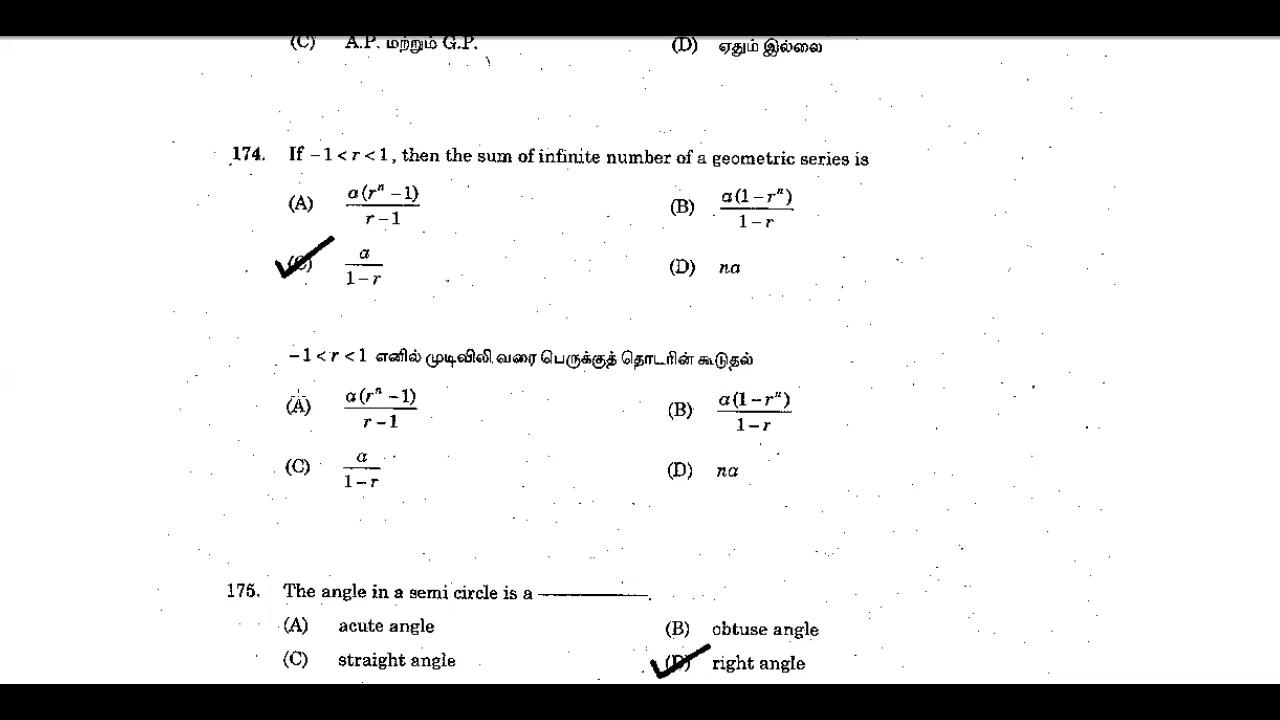 (C) A.P. மற்றும் G.P. (D) ஏதும் இல்லை
174. If −1 < r < 1, then the sum of infinite number of a geometric series is
(A) a(rⁿ − 1) / r − 1 (B) a(1 − rⁿ) / 1 − r
(C) a / 1 − r (D) na
−1 < r < 1 எனில் முடிவிலி வரை பெருக்குத் தொடரின் கூடுதல்
(A) a(rⁿ − 1) / r − 1 (B) a(1 − rⁿ) / 1 − r
(C) a / 1 − r (D) na
175. The angle in a semi circle is a ————.
(A) acute angle (B) obtuse angle
(C) straight angle (D) right angle